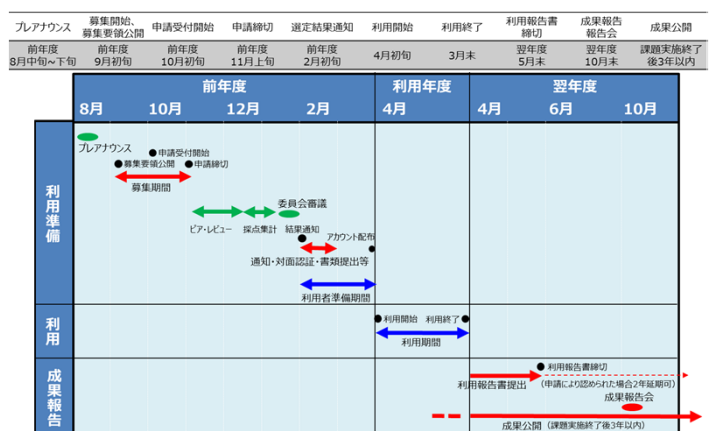 プレアナウンス
募集開始、
募集要領公開
申請受付開始
申請締切
選定結果通知
利用開始
利用終了
利用報告書
締切
成果報告
報告会
成果公開
前年度
8月中旬~下旬
前年度
9月初旬
前年度
10月初旬
前年度
11月上旬
前年度
2月初旬
4月初旬
3月末
翌年度
5月末
翌年度
10月末
課題実施終了
後3年以内
前年度
利用年度
翌年度
8月
10月
12月
2月
4月
4月
6月
10月
利用準備
プレアナウンス
申請受付開始
募集要領公開
申請締切
募集期間
委員会審議
ピア・レビュー
採点集計
結果通知
アカウント配布
通知・対面認証・書類提出等
利用者準備期間
利用
利用開始
利用終了
利用期間
成果報告
利用報告書締切
利用報告書提出
(申請により認められた場合2年延期可)
成果報告会
成果公開 (課題実施終了後3年以内)